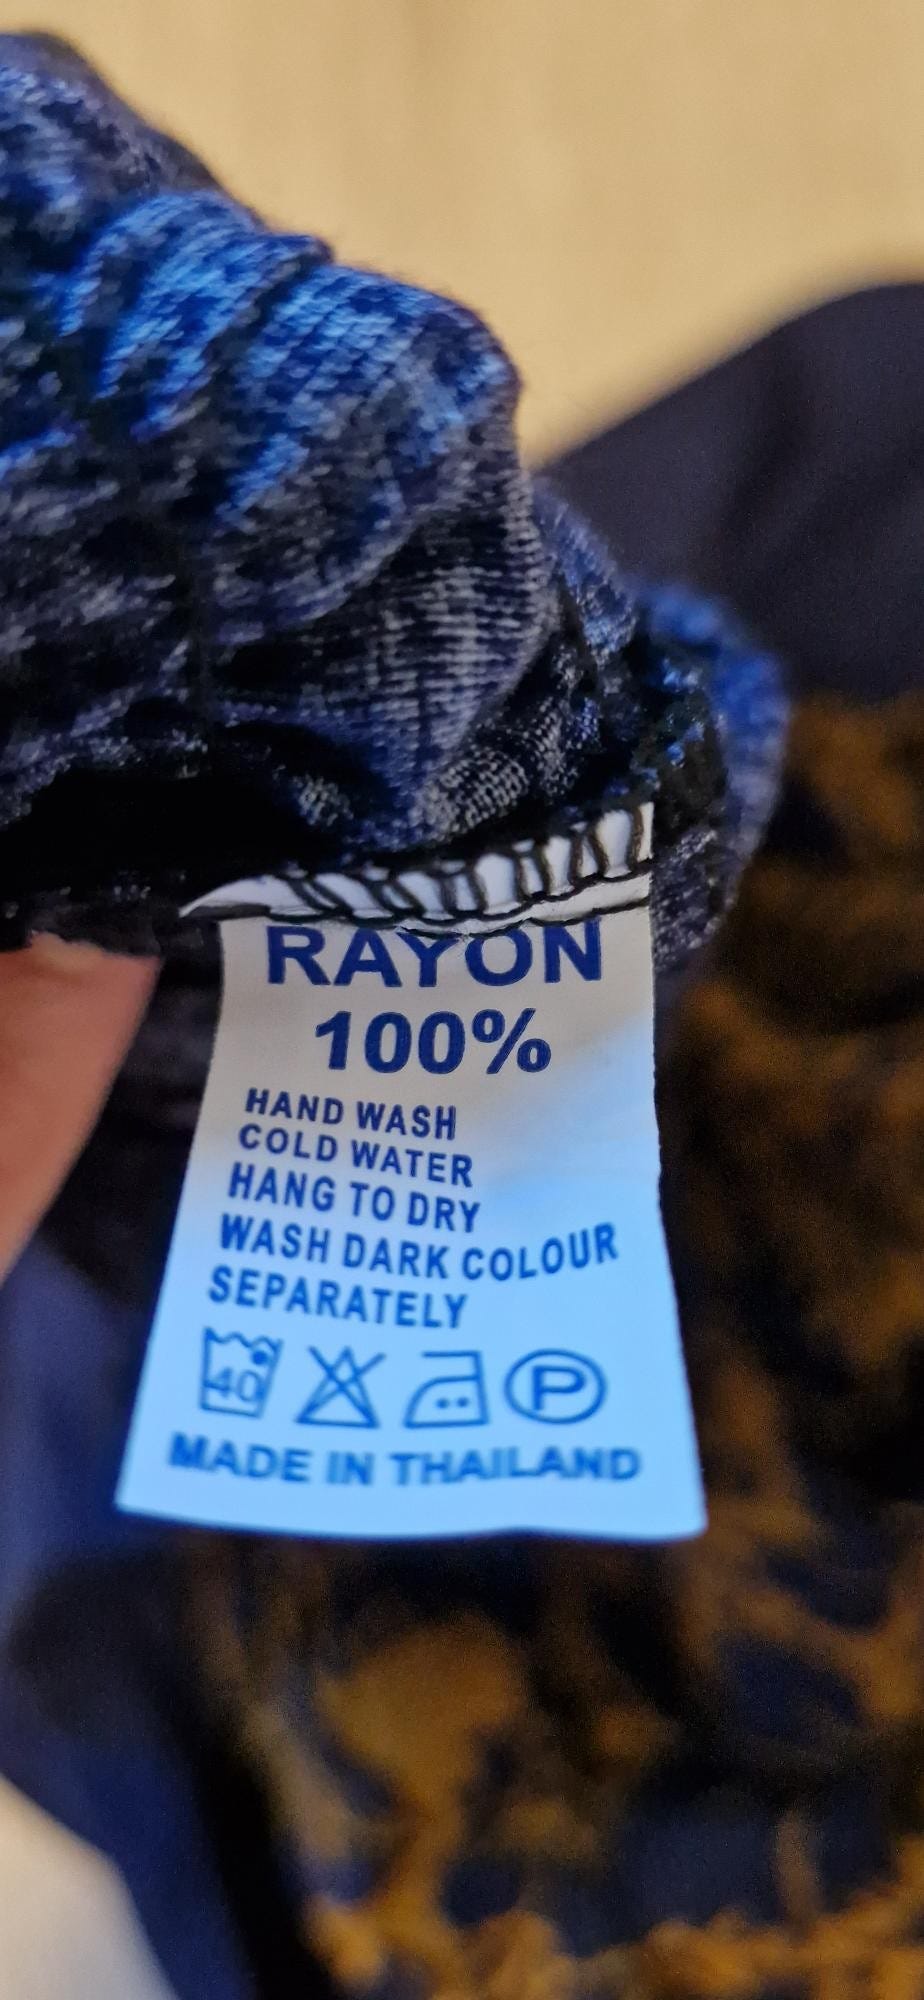 RAYON
100%
HAND WASH
COLD WATER
HANG TO DRY
WASH DARK COLOUR
SEPARATELY
40 P
MADE IN THAILAND